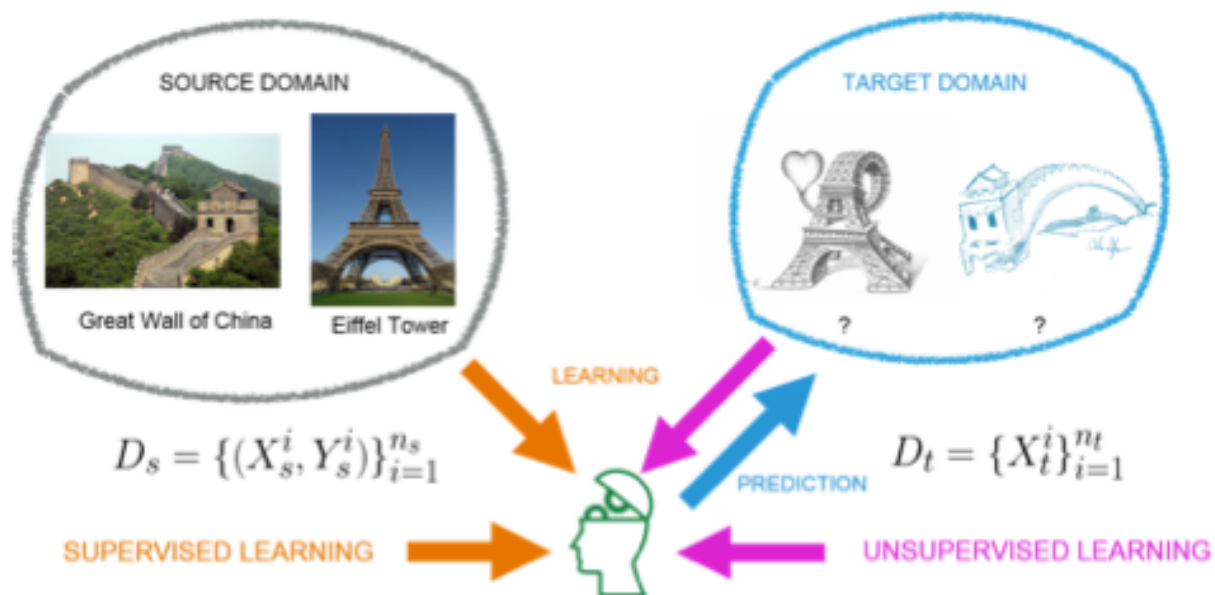 SOURCE DOMAIN
TARGET DOMAIN
Great Wall of China
Eiffel Tower
?
?
LEARNING
D_s = {(X_s^i, Y_s^i)}_{i=1}^{n_s}
D_t = {X_t^i}_{i=1}^{n_t}
PREDICTION
SUPERVISED LEARNING
UNSUPERVISED LEARNING